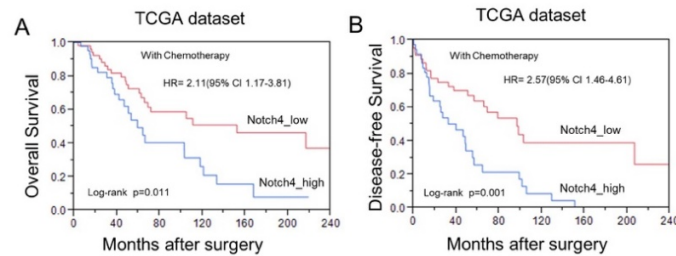 A
TCGA dataset
With Chemotherapy
HR= 2.11(95% CI 1.17-3.81)
Notch4_low
Notch4_high
Log-rank p=0.011
Overall Survival
1.0
0.8
0.6
0.4
0.2
0.0
0 40 80 120 160 200 240
Months after surgery
B
TCGA dataset
With Chemotherapy
HR= 2.57(95% CI 1.46-4.61)
Notch4_low
Notch4_high
Log-rank p=0.001
Disease-free Survival
1.0
0.8
0.6
0.4
0.2
0.0
0 20 40 60 80 120 160 200 240
Months after surgery